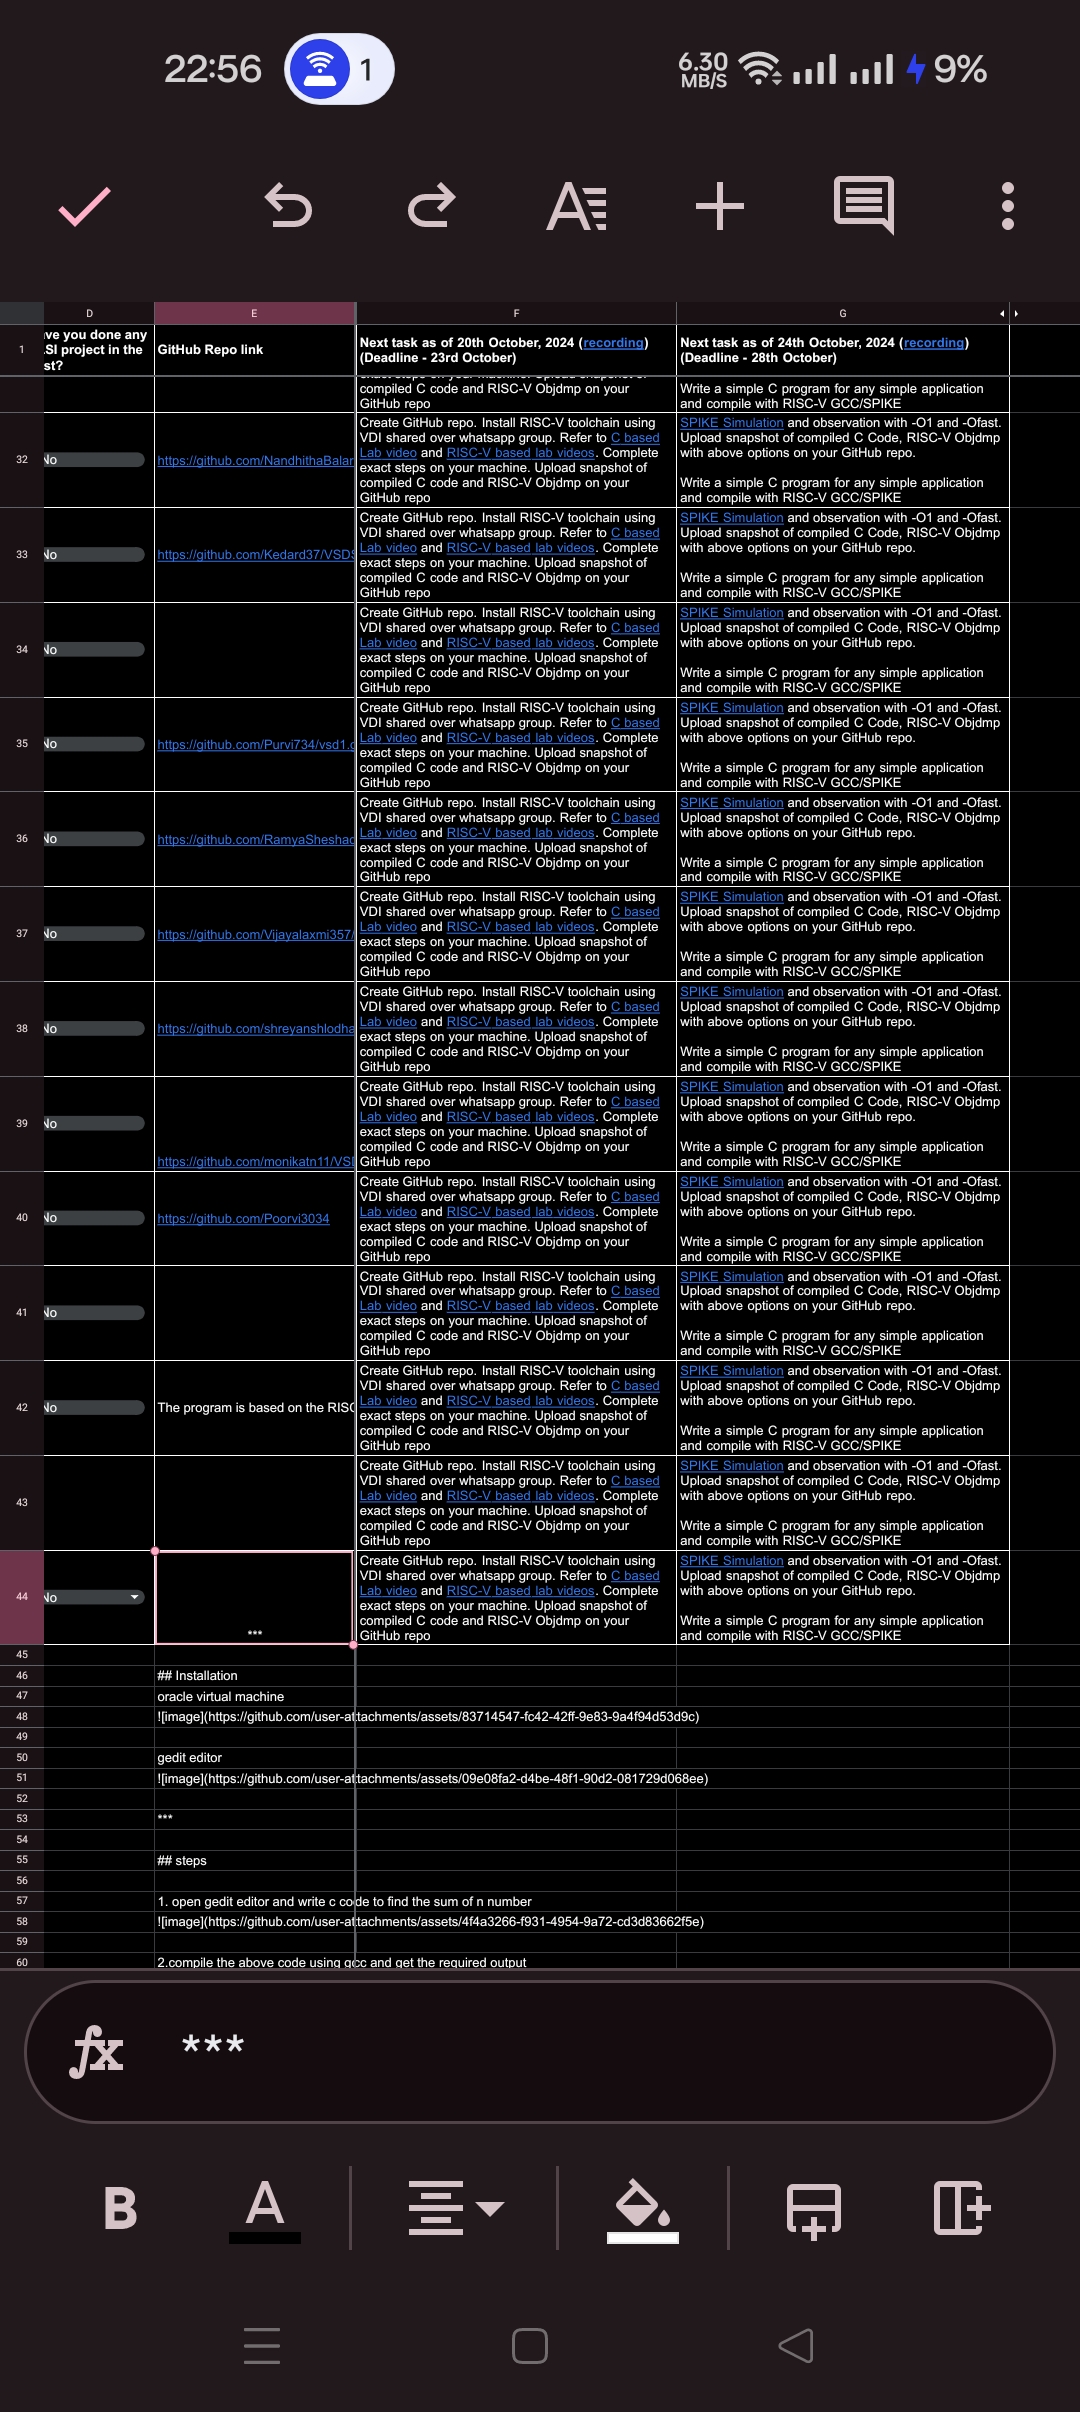 22:56
1
6.30
MB/S
9%
D
E
F
G
1
ave you done any
SI project in the
st?
GitHub Repo link
Next task as of 20th October, 2024 (recording)
(Deadline - 23rd October)
Next task as of 24th October, 2024 (recording)
(Deadline - 28th October)
compiled C code and RISC-V Objdmp on your
GitHub repo
Write a simple C program for any simple application
and compile with RISC-V GCC/SPIKE
32
No
https://github.com/NandhithaBalar
Create GitHub repo. Install RISC-V toolchain using
VDI shared over whatsapp group. Refer to C based
Lab video and RISC-V based lab videos. Complete
exact steps on your machine. Upload snapshot of
compiled C code and RISC-V Objdmp on your
GitHub repo
SPIKE Simulation and observation with -O1 and -Ofast.
Upload snapshot of compiled C Code, RISC-V Objdmp
with above options on your GitHub repo.
Write a simple C program for any simple application
and compile with RISC-V GCC/SPIKE
33
No
https://github.com/Kedard37/VSDS
Create GitHub repo. Install RISC-V toolchain using
VDI shared over whatsapp group. Refer to C based
Lab video and RISC-V based lab videos. Complete
exact steps on your machine. Upload snapshot of
compiled C code and RISC-V Objdmp on your
GitHub repo
SPIKE Simulation and observation with -O1 and -Ofast.
Upload snapshot of compiled C Code, RISC-V Objdmp
with above options on your GitHub repo.
Write a simple C program for any simple application
and compile with RISC-V GCC/SPIKE
34
No
Create GitHub repo. Install RISC-V toolchain using
VDI shared over whatsapp group. Refer to C based
Lab video and RISC-V based lab videos. Complete
exact steps on your machine. Upload snapshot of
compiled C code and RISC-V Objdmp on your
GitHub repo
SPIKE Simulation and observation with -O1 and -Ofast.
Upload snapshot of compiled C Code, RISC-V Objdmp
with above options on your GitHub repo.
Write a simple C program for any simple application
and compile with RISC-V GCC/SPIKE
35
No
https://github.com/Purvi734/vsd1.g
Create GitHub repo. Install RISC-V toolchain using
VDI shared over whatsapp group. Refer to C based
Lab video and RISC-V based lab videos. Complete
exact steps on your machine. Upload snapshot of
compiled C code and RISC-V Objdmp on your
GitHub repo
SPIKE Simulation and observation with -O1 and -Ofast.
Upload snapshot of compiled C Code, RISC-V Objdmp
with above options on your GitHub repo.
Write a simple C program for any simple application
and compile with RISC-V GCC/SPIKE
36
No
https://github.com/RamyaSheshad
Create GitHub repo. Install RISC-V toolchain using
VDI shared over whatsapp group. Refer to C based
Lab video and RISC-V based lab videos. Complete
exact steps on your machine. Upload snapshot of
compiled C code and RISC-V Objdmp on your
GitHub repo
SPIKE Simulation and observation with -O1 and -Ofast.
Upload snapshot of compiled C Code, RISC-V Objdmp
with above options on your GitHub repo.
Write a simple C program for any simple application
and compile with RISC-V GCC/SPIKE
37
No
https://github.com/Vijayalaxmi357/
Create GitHub repo. Install RISC-V toolchain using
VDI shared over whatsapp group. Refer to C based
Lab video and RISC-V based lab videos. Complete
exact steps on your machine. Upload snapshot of
compiled C code and RISC-V Objdmp on your
GitHub repo
SPIKE Simulation and observation with -O1 and -Ofast.
Upload snapshot of compiled C Code, RISC-V Objdmp
with above options on your GitHub repo.
Write a simple C program for any simple application
and compile with RISC-V GCC/SPIKE
38
No
https://github.com/shreyanshlodha
Create GitHub repo. Install RISC-V toolchain using
VDI shared over whatsapp group. Refer to C based
Lab video and RISC-V based lab videos. Complete
exact steps on your machine. Upload snapshot of
compiled C code and RISC-V Objdmp on your
GitHub repo
SPIKE Simulation and observation with -O1 and -Ofast.
Upload snapshot of compiled C Code, RISC-V Objdmp
with above options on your GitHub repo.
Write a simple C program for any simple application
and compile with RISC-V GCC/SPIKE
39
No
https://github.com/monikatn11/VSI
Create GitHub repo. Install RISC-V toolchain using
VDI shared over whatsapp group. Refer to C based
Lab video and RISC-V based lab videos. Complete
exact steps on your machine. Upload snapshot of
compiled C code and RISC-V Objdmp on your
GitHub repo
SPIKE Simulation and observation with -O1 and -Ofast.
Upload snapshot of compiled C Code, RISC-V Objdmp
with above options on your GitHub repo.
Write a simple C program for any simple application
and compile with RISC-V GCC/SPIKE
40
No
https://github.com/Poorvi3034
Create GitHub repo. Install RISC-V toolchain using
VDI shared over whatsapp group. Refer to C based
Lab video and RISC-V based lab videos. Complete
exact steps on your machine. Upload snapshot of
compiled C code and RISC-V Objdmp on your
GitHub repo
SPIKE Simulation and observation with -O1 and -Ofast.
Upload snapshot of compiled C Code, RISC-V Objdmp
with above options on your GitHub repo.
Write a simple C program for any simple application
and compile with RISC-V GCC/SPIKE
41
No
Create GitHub repo. Install RISC-V toolchain using
VDI shared over whatsapp group. Refer to C based
Lab video and RISC-V based lab videos. Complete
exact steps on your machine. Upload snapshot of
compiled C code and RISC-V Objdmp on your
GitHub repo
SPIKE Simulation and observation with -O1 and -Ofast.
Upload snapshot of compiled C Code, RISC-V Objdmp
with above options on your GitHub repo.
Write a simple C program for any simple application
and compile with RISC-V GCC/SPIKE
42
No
The program is based on the RISC
Create GitHub repo. Install RISC-V toolchain using
VDI shared over whatsapp group. Refer to C based
Lab video and RISC-V based lab videos. Complete
exact steps on your machine. Upload snapshot of
compiled C code and RISC-V Objdmp on your
GitHub repo
SPIKE Simulation and observation with -O1 and -Ofast.
Upload snapshot of compiled C Code, RISC-V Objdmp
with above options on your GitHub repo.
Write a simple C program for any simple application
and compile with RISC-V GCC/SPIKE
43
Create GitHub repo. Install RISC-V toolchain using
VDI shared over whatsapp group. Refer to C based
Lab video and RISC-V based lab videos. Complete
exact steps on your machine. Upload snapshot of
compiled C code and RISC-V Objdmp on your
GitHub repo
SPIKE Simulation and observation with -O1 and -Ofast.
Upload snapshot of compiled C Code, RISC-V Objdmp
with above options on your GitHub repo.
Write a simple C program for any simple application
and compile with RISC-V GCC/SPIKE
44
No
***
Create GitHub repo. Install RISC-V toolchain using
VDI shared over whatsapp group. Refer to C based
Lab video and RISC-V based lab videos. Complete
exact steps on your machine. Upload snapshot of
compiled C code and RISC-V Objdmp on your
GitHub repo
SPIKE Simulation and observation with -O1 and -Ofast.
Upload snapshot of compiled C Code, RISC-V Objdmp
with above options on your GitHub repo.
Write a simple C program for any simple application
and compile with RISC-V GCC/SPIKE
45
46
## Installation
47
oracle virtual machine
48
![image](https://github.com/user-attachments/assets/83714547-fc42-42ff-9e83-9a4f94d53d9c)
49
50
gedit editor
51
![image](https://github.com/user-attachments/assets/09e08fa2-d4be-48f1-90d2-081729d068ee)
52
53
***
54
55
## steps
56
57
1. open gedit editor and write c code to find the sum of n number
58
![image](https://github.com/user-attachments/assets/4f4a3266-f931-4954-9a72-cd3d83662f5e)
59
60
2.compile the above code using gcc and get the required output
fx
***
B
A